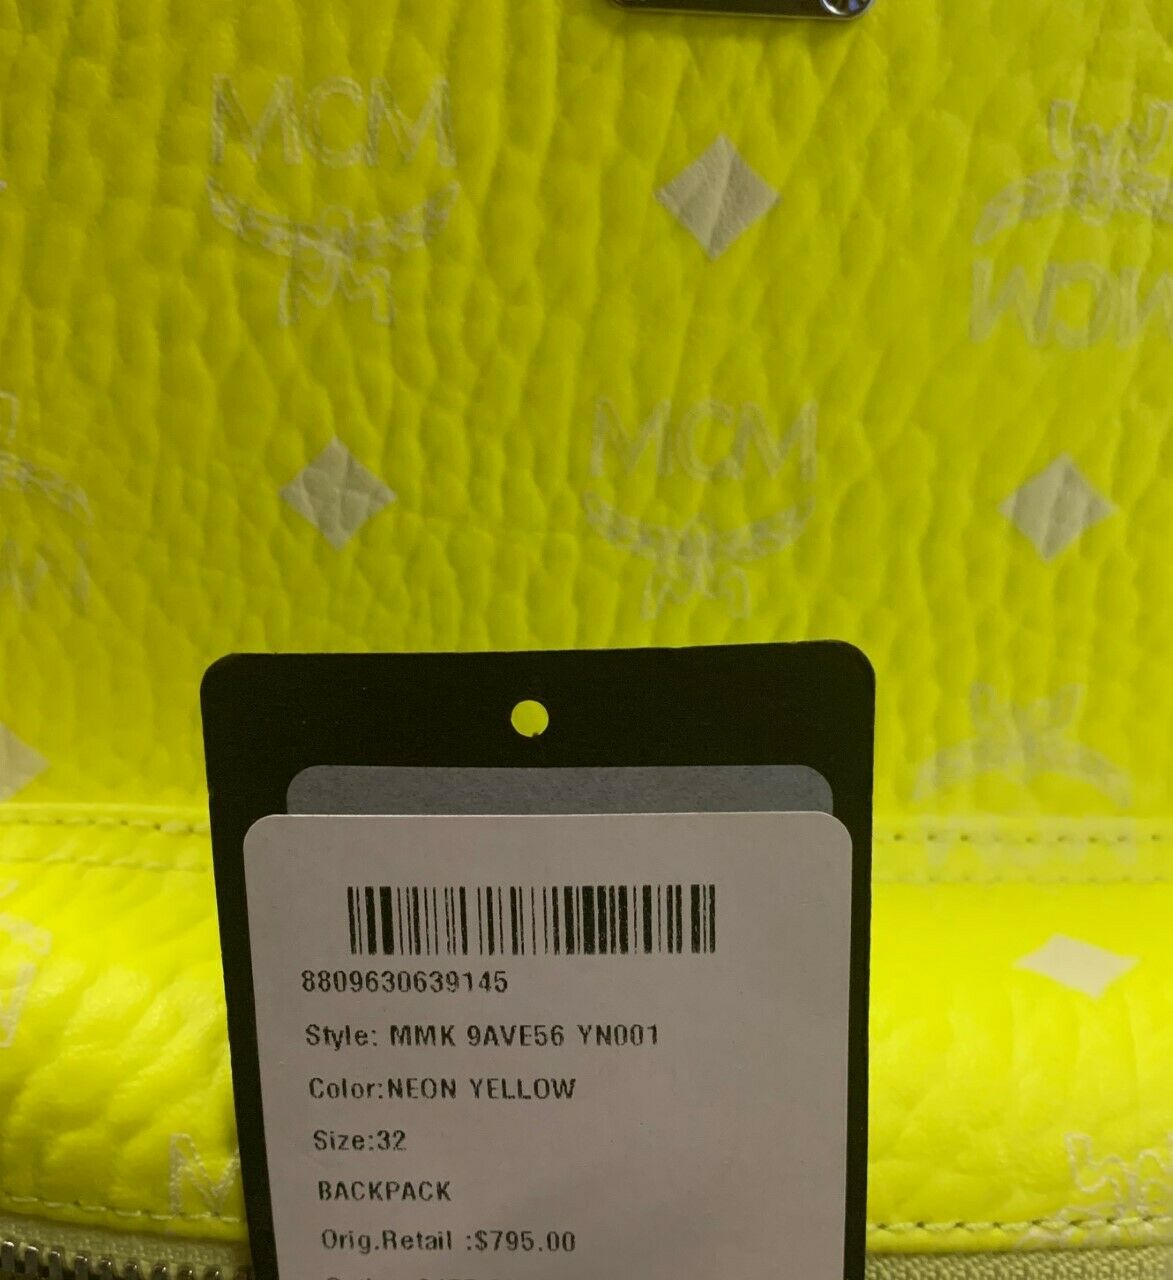 MCM
MCM
MCM
8809630639145
Style: MMK 9AVE56 YN001
Color:NEON YELLOW
Size:32
BACKPACK
Orig.Retail :$795.00